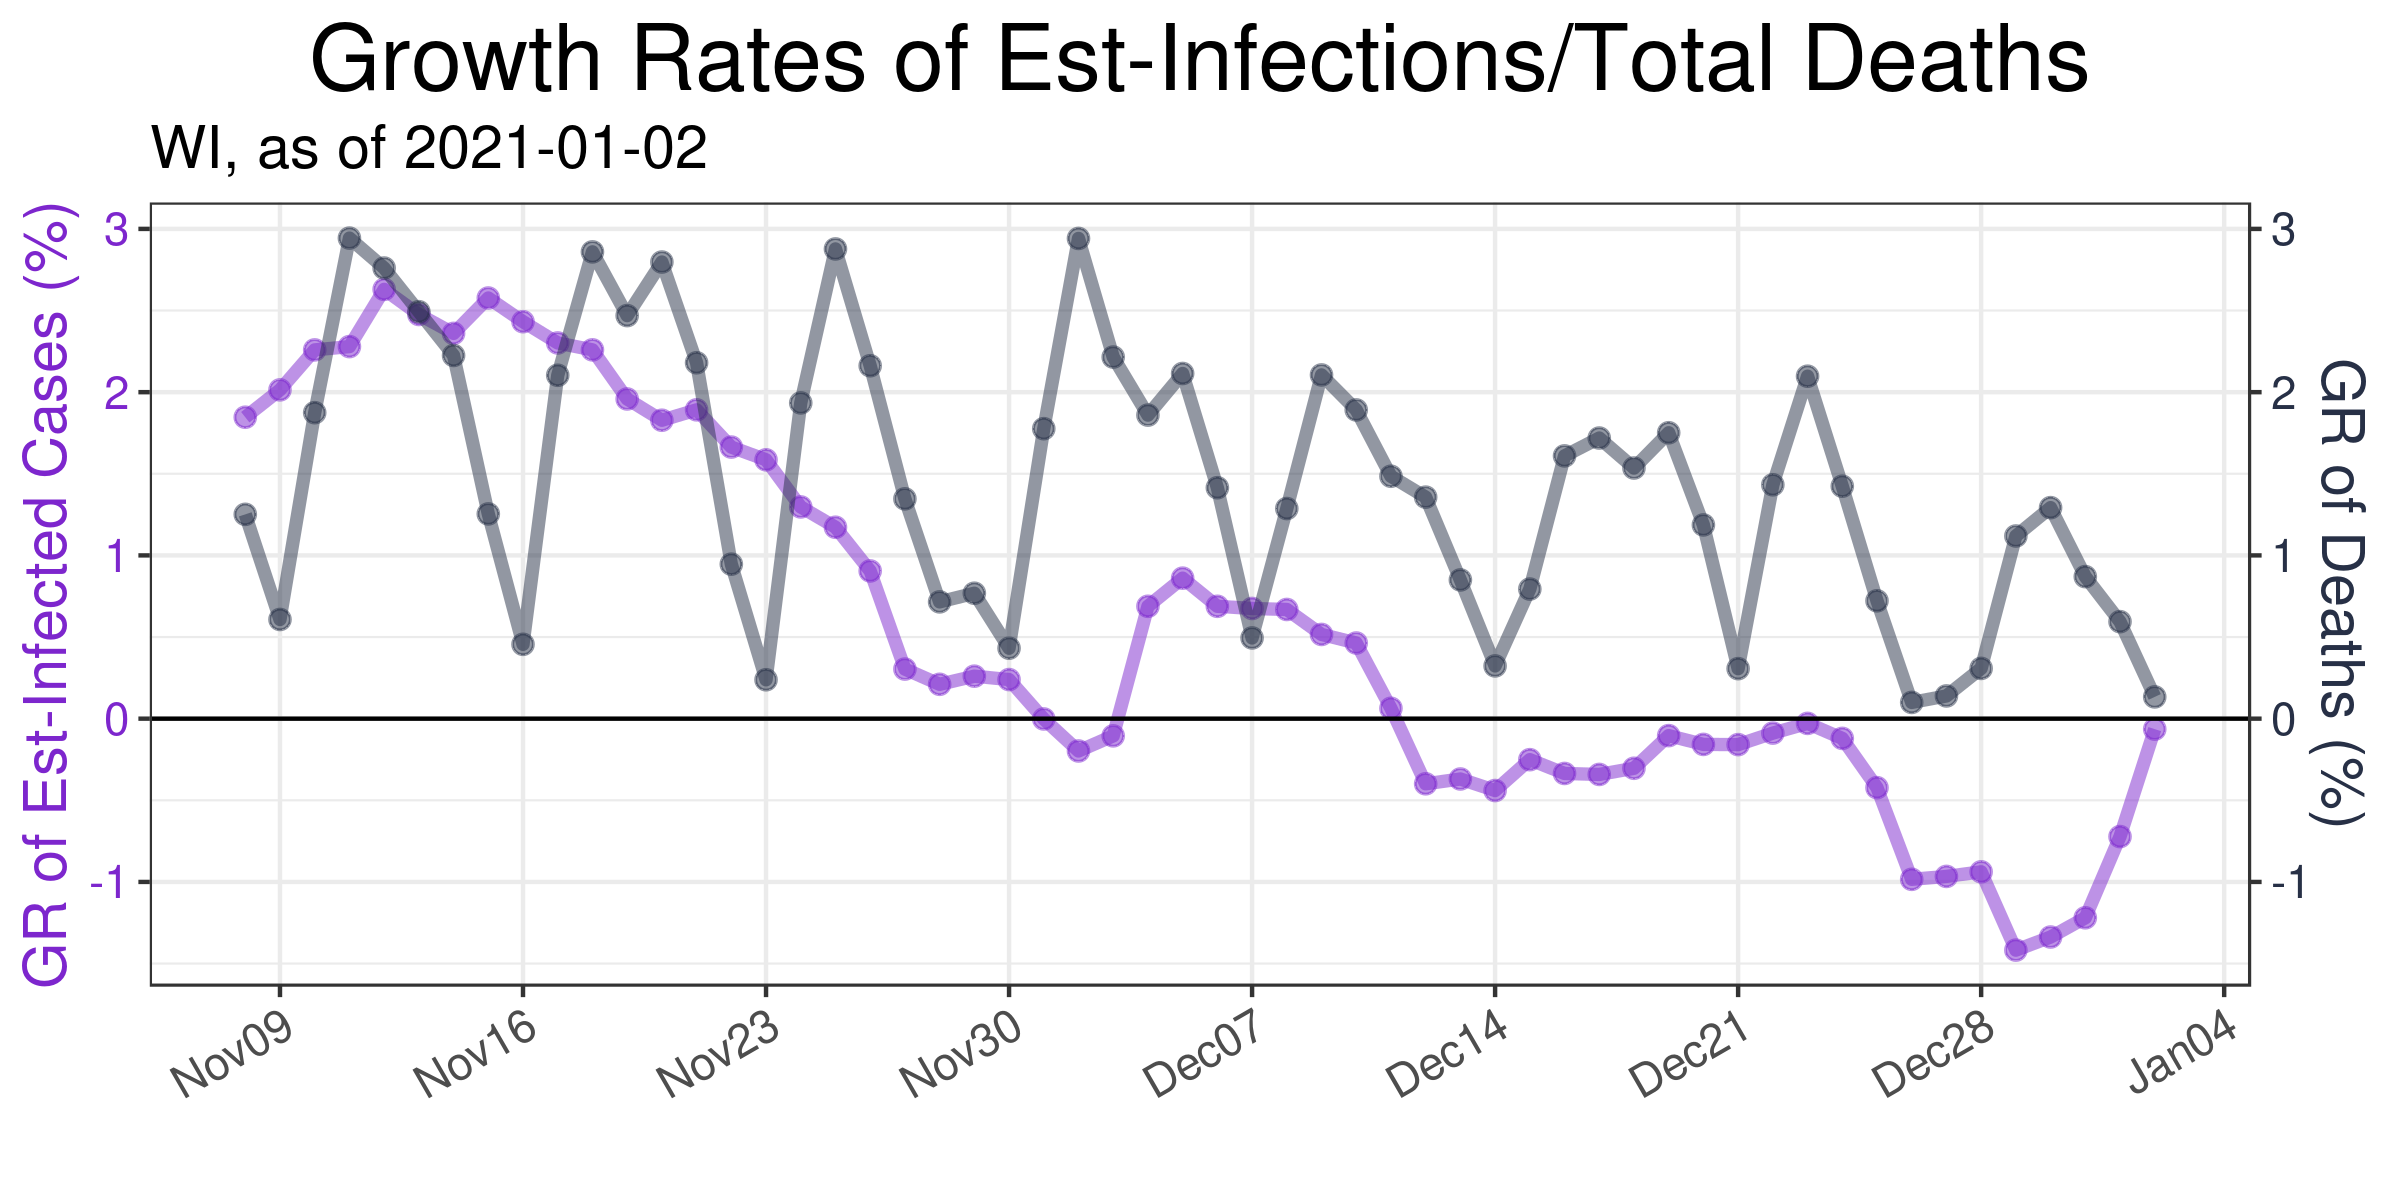 Growth Rates of Est-Infections/Total Deaths
WI, as of 2021-01-02
GR of Est-Infected Cases (%)
3
2
1
0
-1
3
2
1
0
-1
GR of Deaths (%)
Nov09
Nov16
Nov23
Nov30
Dec07
Dec14
Dec21
Dec28
Jan04